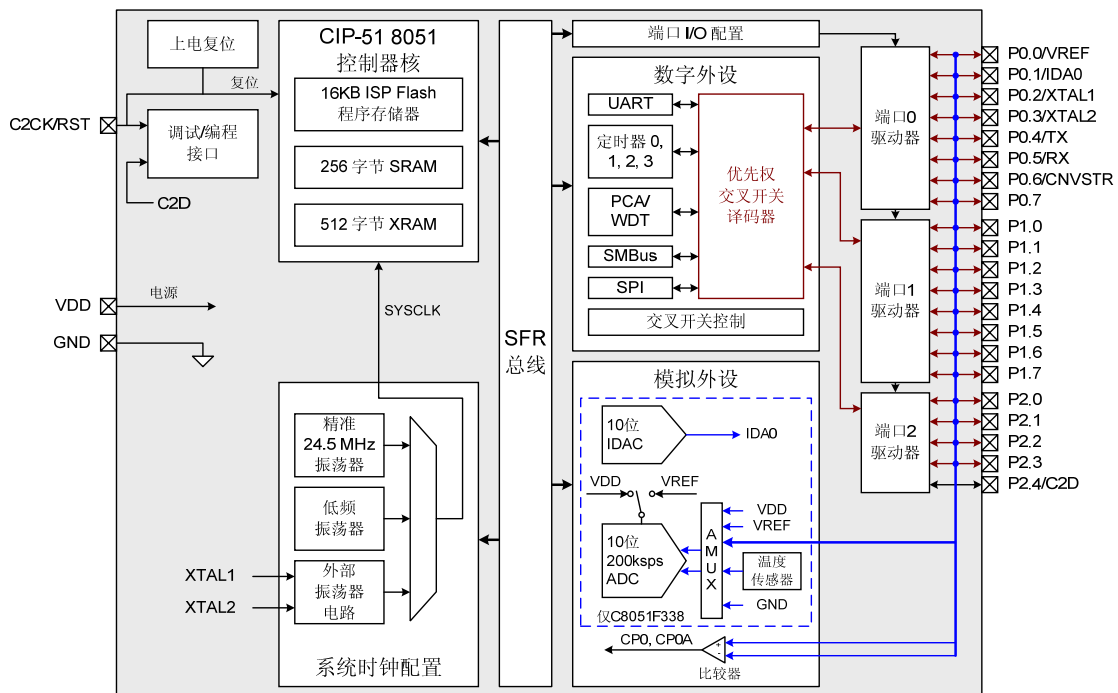 上电复位
复位
C2CK/RST
调试/编程
接口
C2D
VDD
电源
GND
CIP-51 8051
控制器核
16KB ISP Flash
程序存储器
256 字节 SRAM
512 字节 XRAM
SYSCLK
精准
24.5 MHz
振荡器
低频
振荡器
XTAL1
XTAL2
外部
振荡器
电路
系统时钟配置
SFR
总线
端口 I/O 配置
数字外设
UART
定时器 0,
1, 2, 3
PCA/
WDT
SMBus
SPI
优先权
交叉开关
译码器
交叉开关控制
模拟外设
10位
IDAC
IDA0
VDD
VREF
10位
200ksps
ADC
AMUX
VDD
VREF
温度
传感器
GND
仅C8051F338
CP0, CP0A
+
-
比较器
端口0
驱动器
端口1
驱动器
端口2
驱动器
P0.0/VREF
P0.1/IDA0
P0.2/XTAL1
P0.3/XTAL2
P0.4/TX
P0.5/RX
P0.6/CNVSTR
P0.7
P1.0
P1.1
P1.2
P1.3
P1.4
P1.5
P1.6
P1.7
P2.0
P2.1
P2.2
P2.3
P2.4/C2D